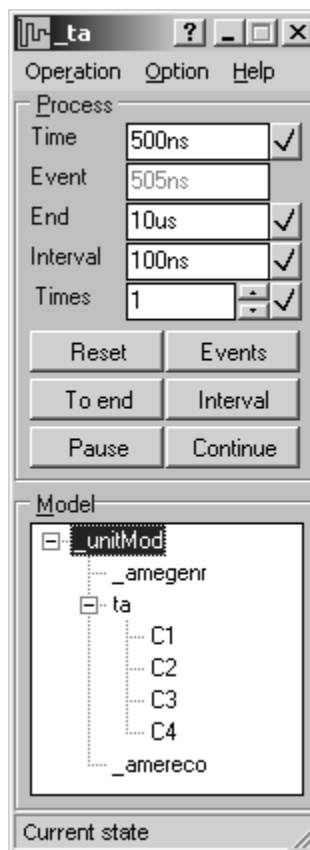 _ta
Operation Option Help
Process
Time 500ns
Event 505ns
End 10us
Interval 100ns
Times 1
Reset Events
To end Interval
Pause Continue
Model
_unitMod
_amegenr
ta
C1
C2
C3
C4
_amereco
Current state